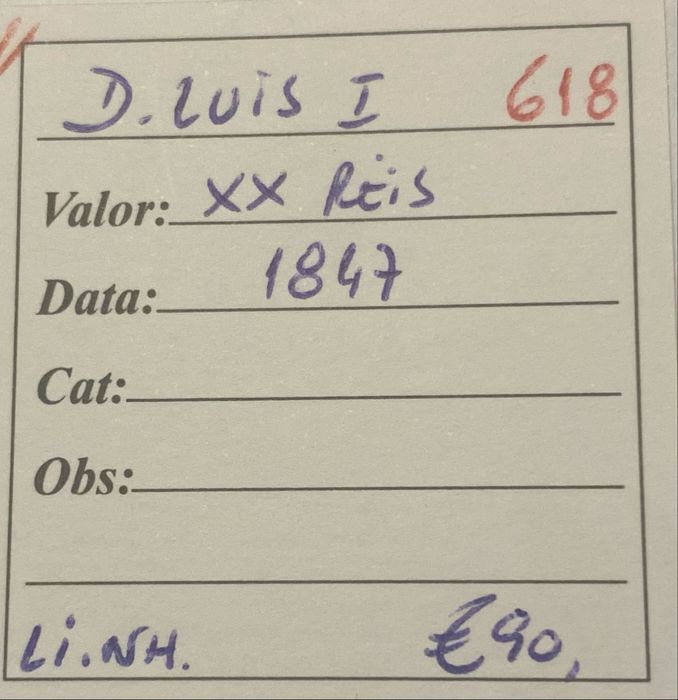 D. LUIS I 618
Valor: XX REIS
Data: 1847
Cat:
Obs:
Li.NH. €90,